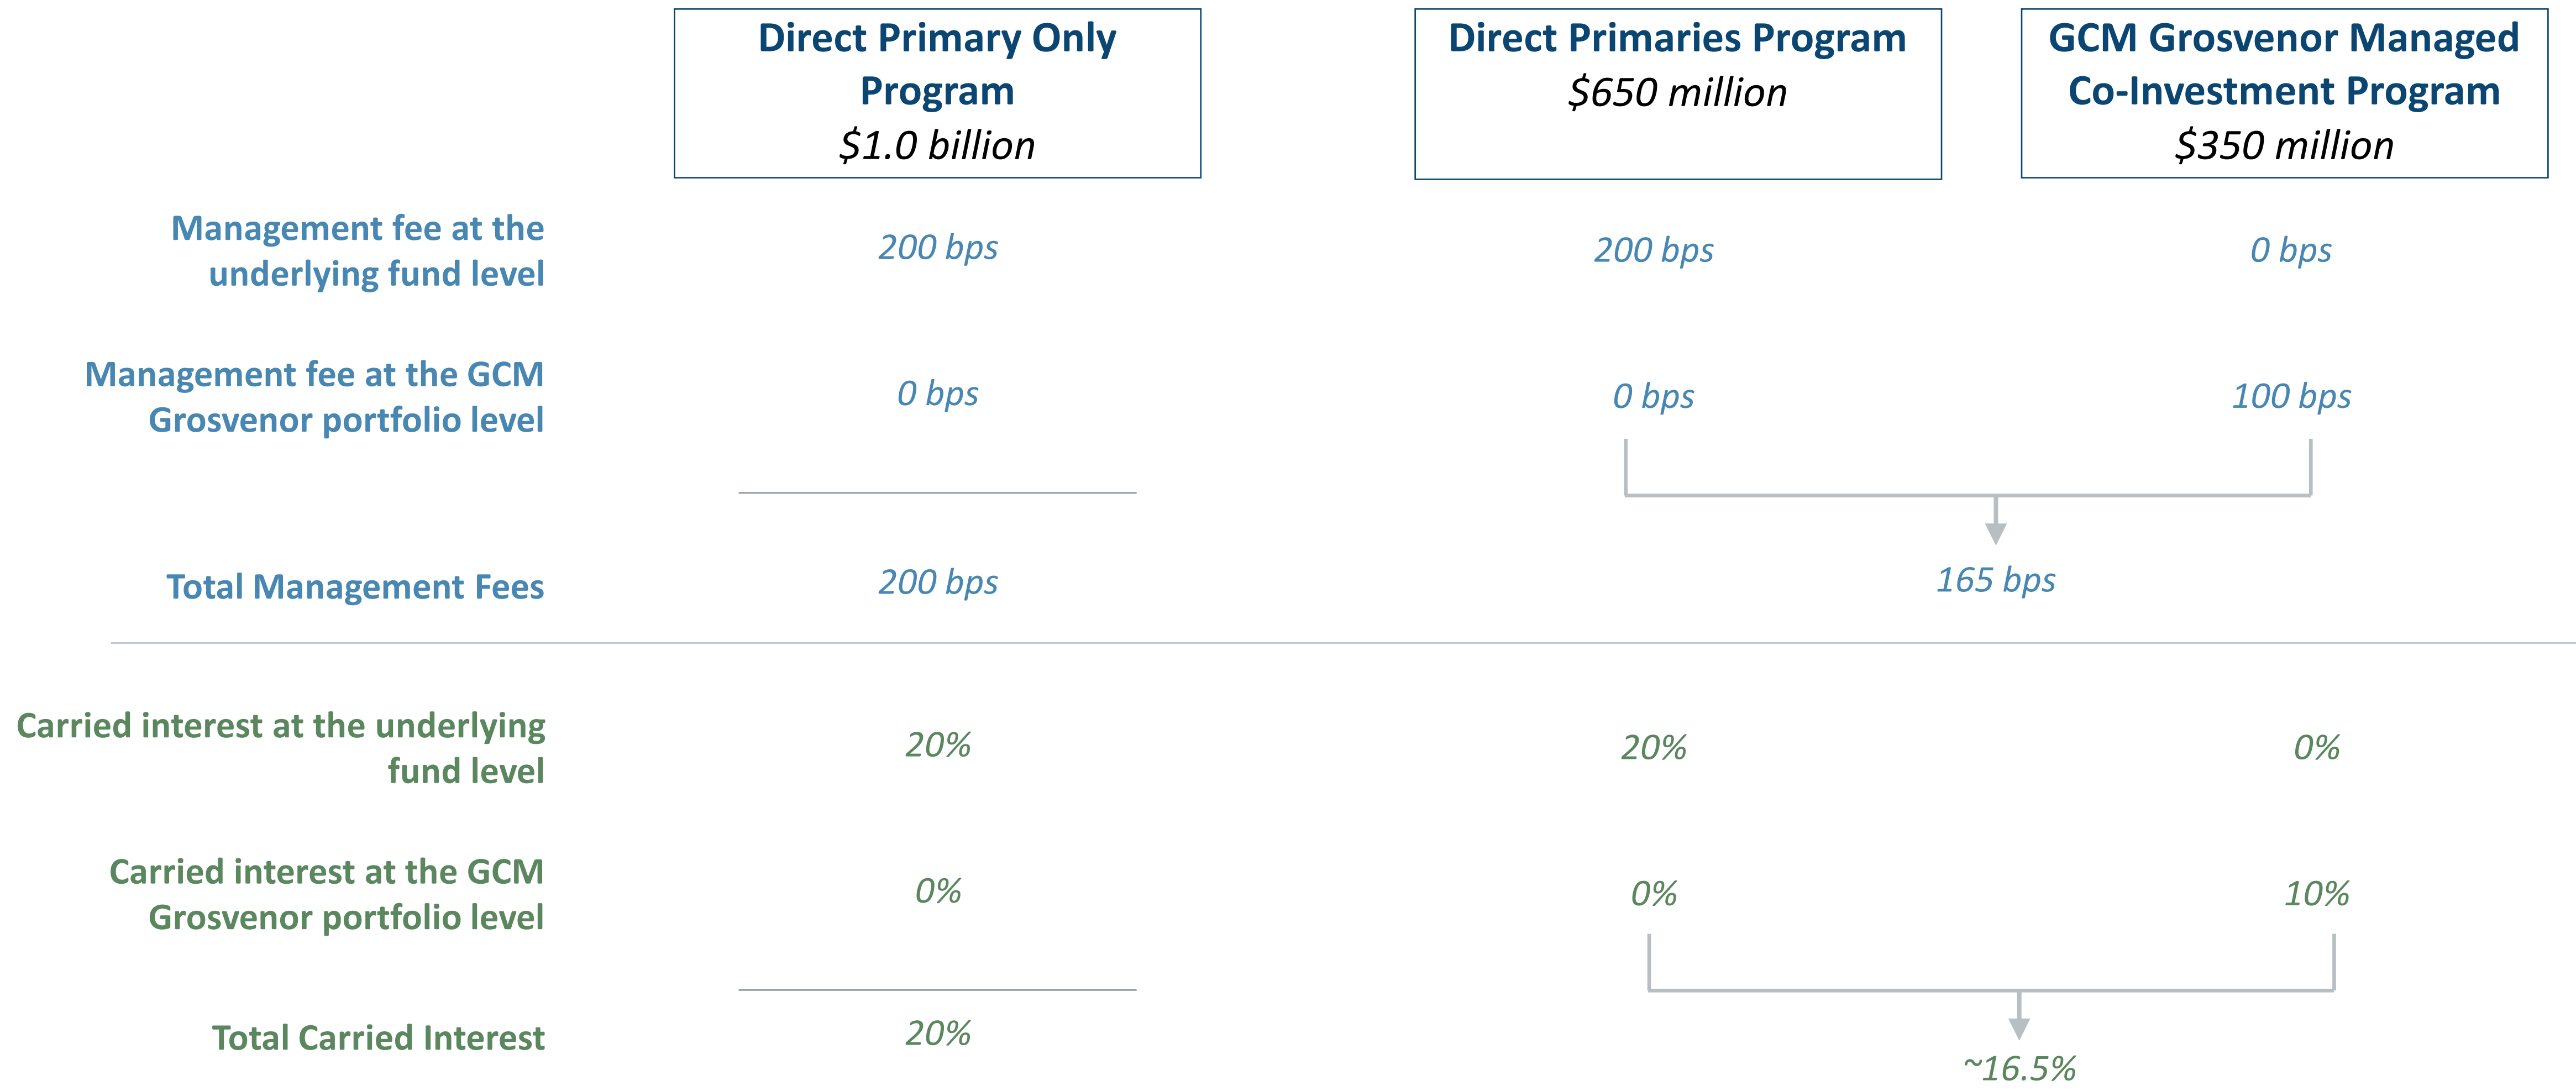 Direct Primary Only
Program
$1.0 billion
Direct Primaries Program
$650 million
GCM Grosvenor Managed
Co-Investment Program
$350 million
Management fee at the
underlying fund level
200 bps
200 bps
0 bps
Management fee at the GCM
Grosvenor portfolio level
0 bps
0 bps
100 bps
Total Management Fees
200 bps
165 bps
Carried interest at the underlying
fund level
20%
20%
0%
Carried interest at the GCM
Grosvenor portfolio level
0%
0%
10%
Total Carried Interest
20%
~16.5%